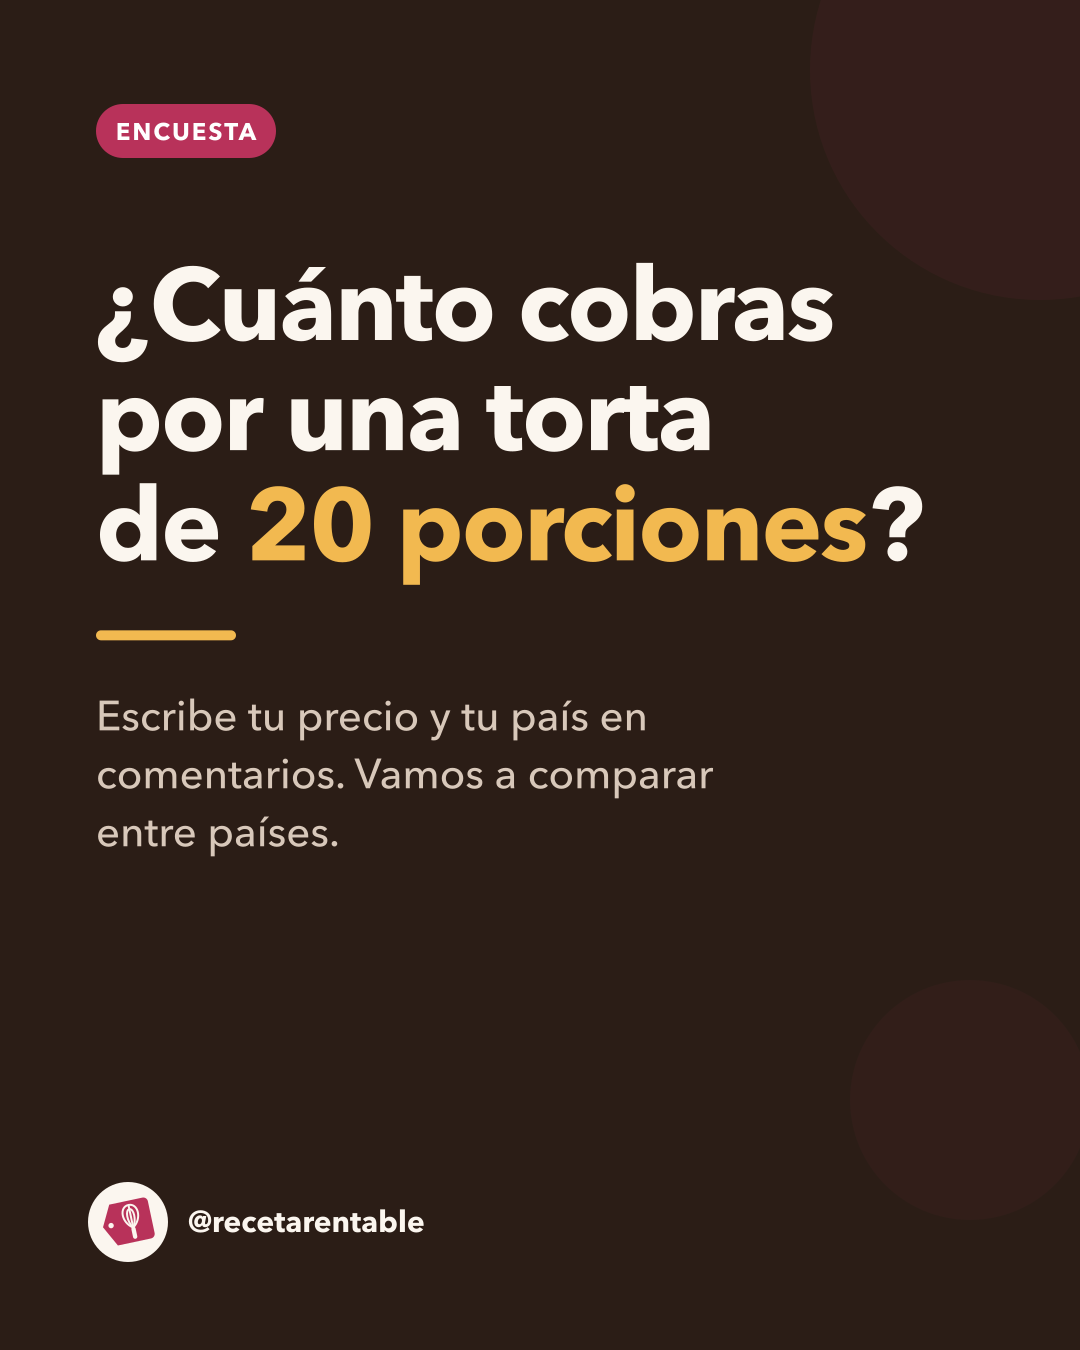 ENCUESTA
¿Cuánto cobras
por una torta
de 20 porciones?
Escribe tu precio y tu país en
comentarios. Vamos a comparar
entre países.
@recetarentable